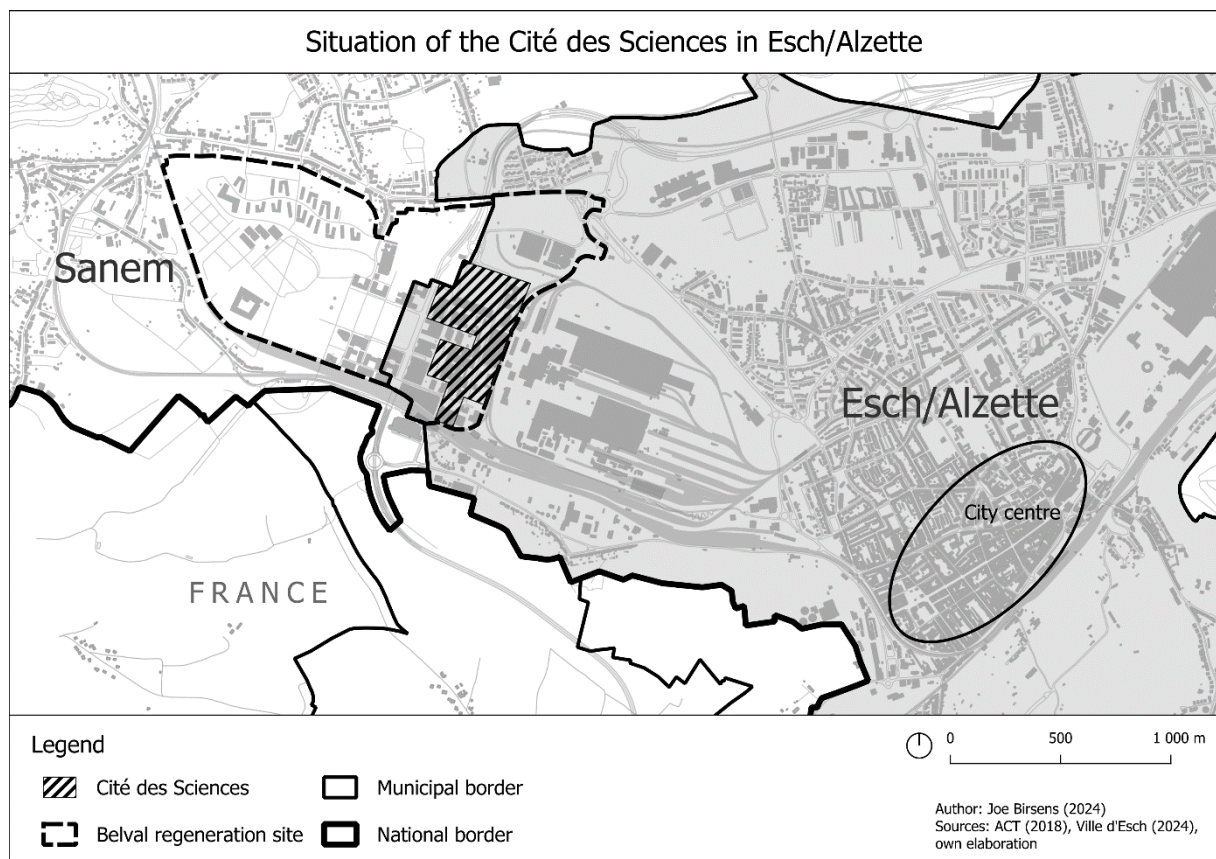 Situation of the Cité des Sciences in Esch/Alzette
Sanem
Esch/Alzette
City centre
FRANCE
Legend
Cité des Sciences
Municipal border
Belval regeneration site
National border
0 500 1 000 m
Author: Joe Birsens (2024)
Sources: ACT (2018), Ville d'Esch (2024),
own elaboration